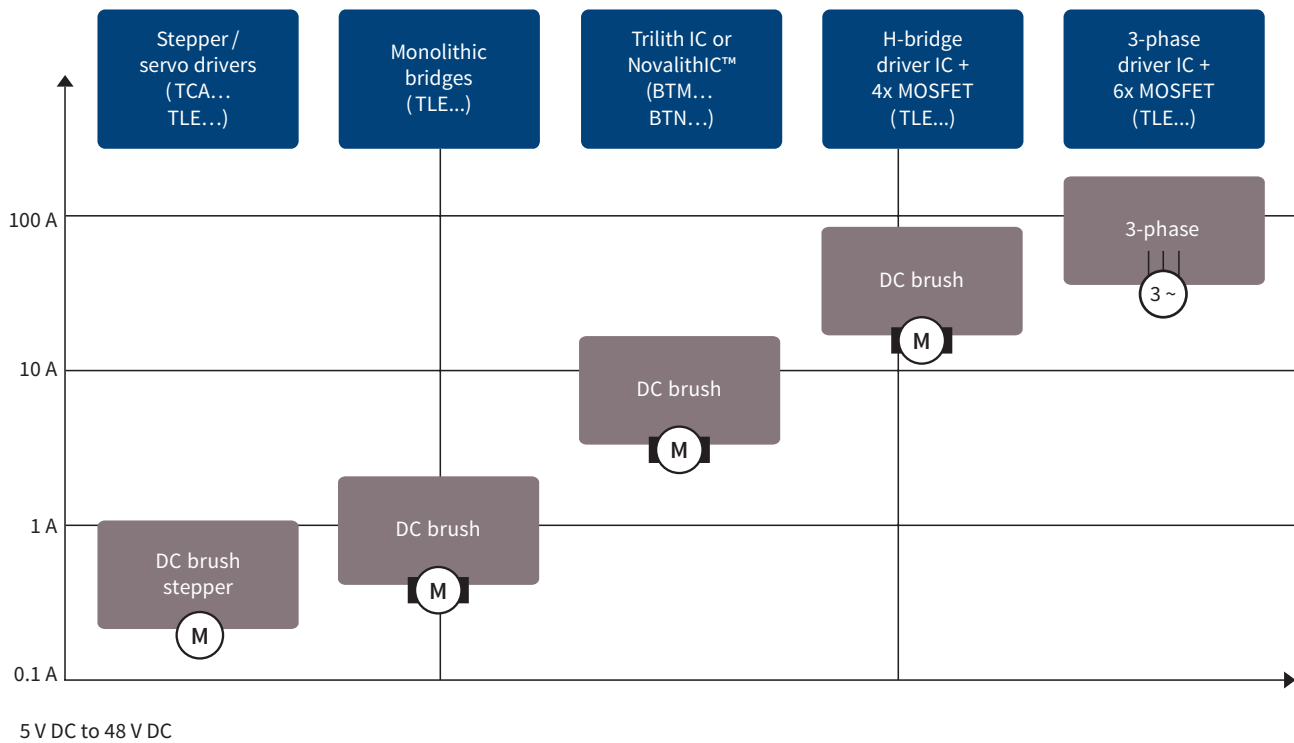 Stepper /
servo drivers
(TCA…
TLE…)
Monolithic
bridges
(TLE...)
Trilith IC or
NovalithIC™
(BTM…
BTN…)
H-bridge
driver IC +
4x MOSFET
(TLE...)
3-phase
driver IC +
6x MOSFET
(TLE...)
100 A
3-phase
3 ~
DC brush
M
10 A
DC brush
M
1 A
DC brush
M
DC brush
stepper
M
0.1 A
5 V DC to 48 V DC